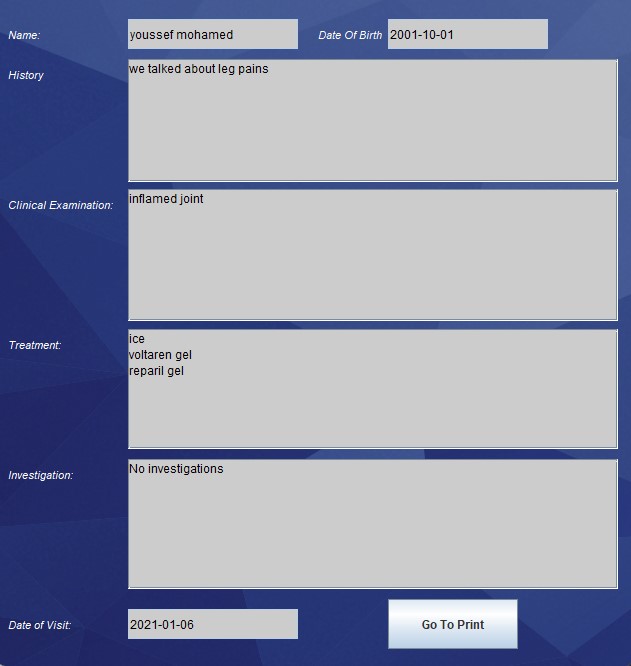 Name: youssef mohamed Date Of Birth 2001-10-01
History we talked about leg pains
Clinical Examination: inflamed joint
Treatment: ice
voltaren gel
reparil gel
Investigation: No investigations
Date of Visit: 2021-01-06 Go To Print